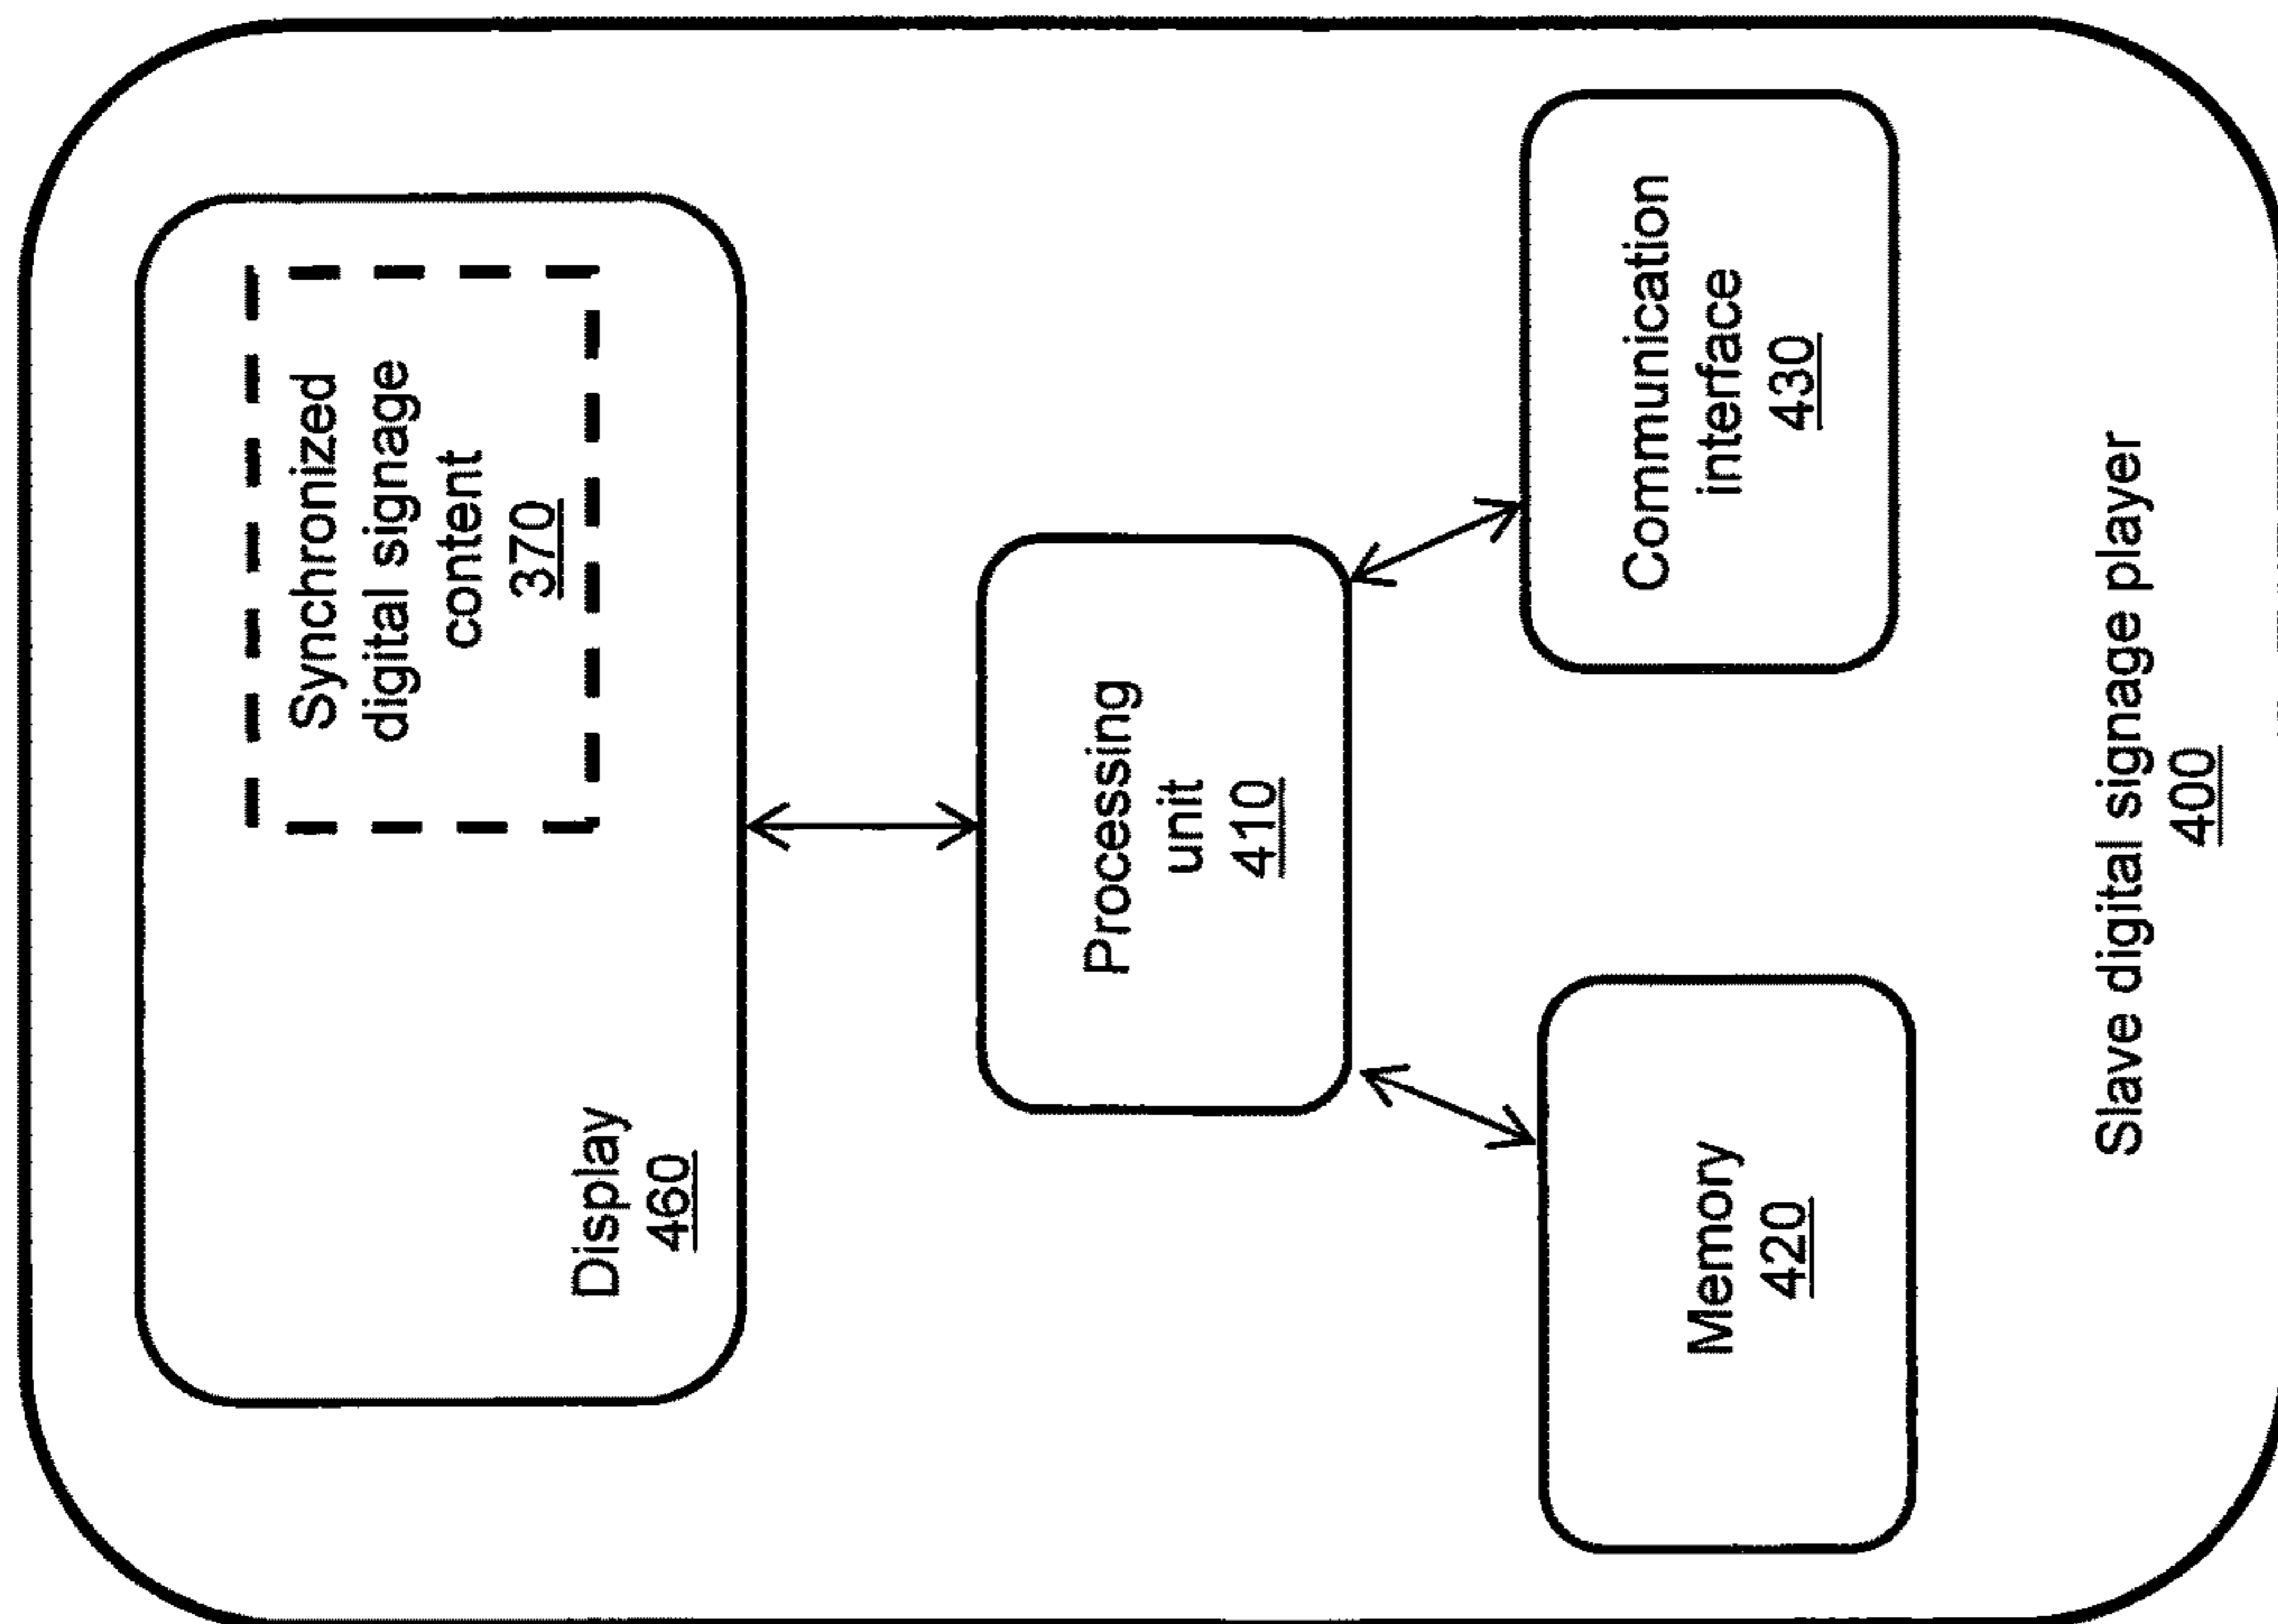 Synchronized
digital signage
content
370
Display
460
Processing
unit
410
Communication
interface
430
Memory
420
Slave digital signage player
400